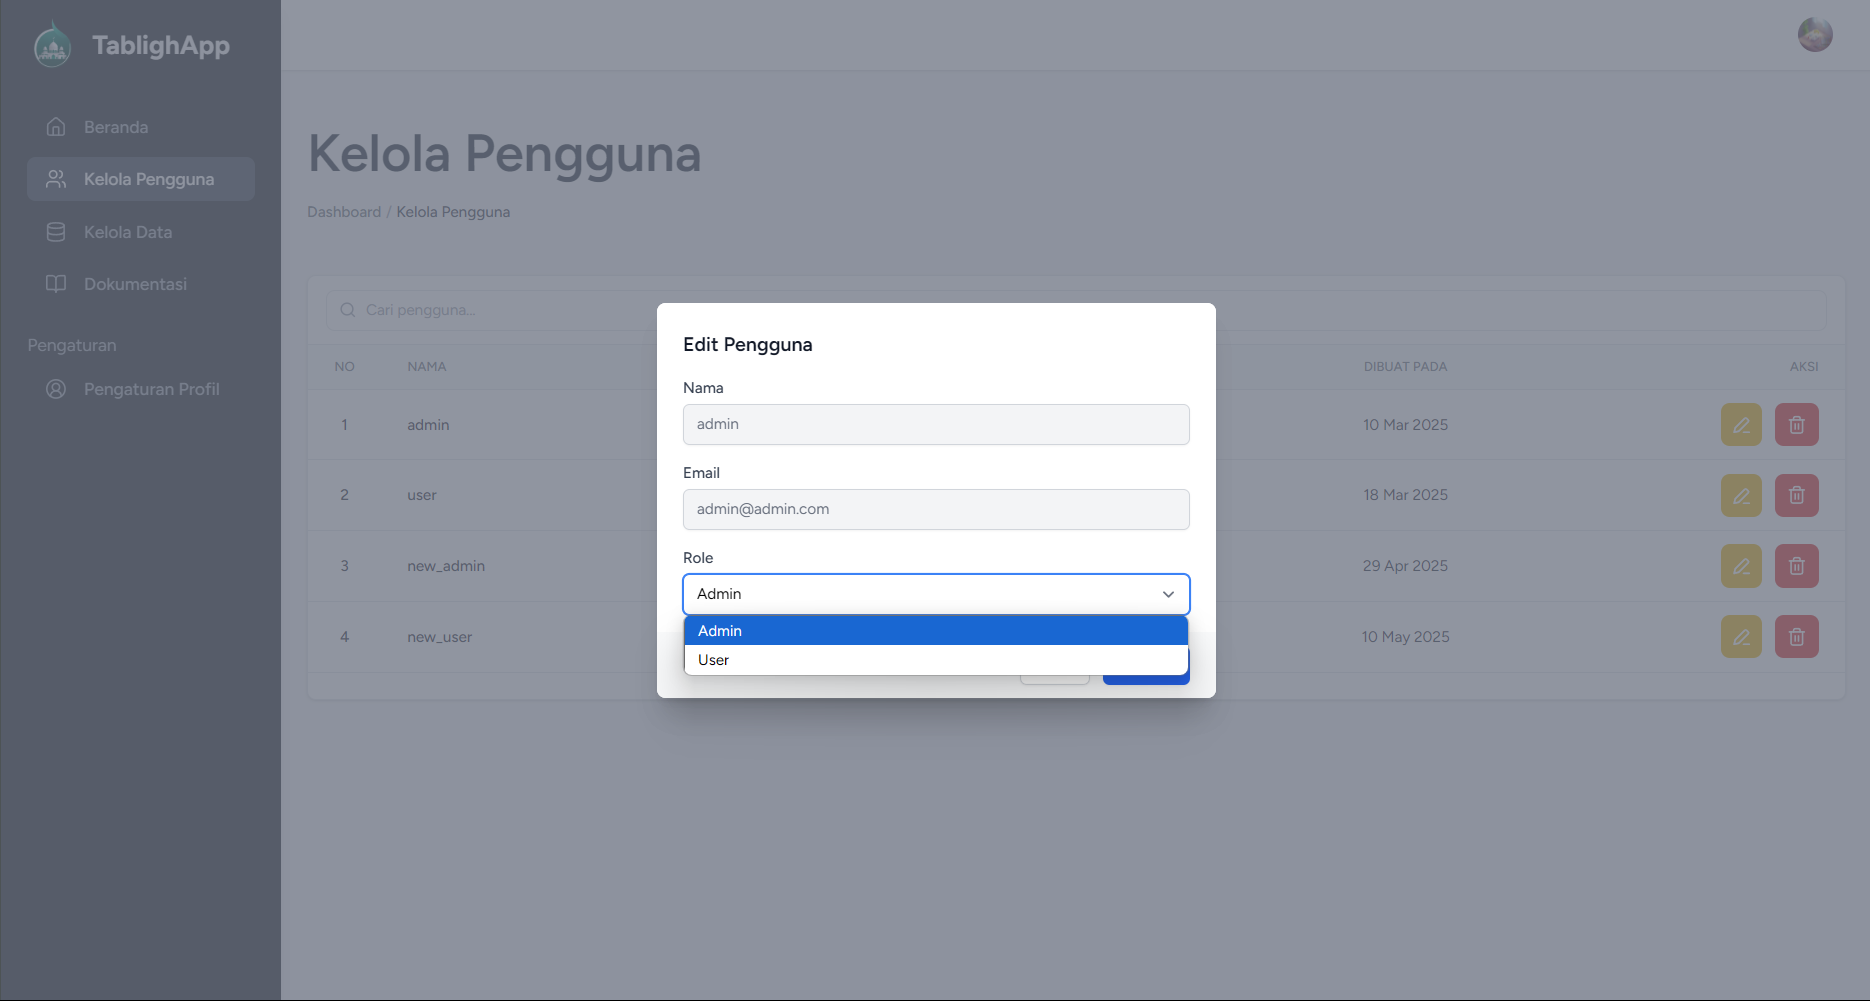 TablighApp
Beranda
Kelola Pengguna
Kelola Data
Dokumentasi
Pengaturan
Pengaturan Profil
Kelola Pengguna
Dashboard / Kelola Pengguna
Cari pengguna...
NO NAMA DIBUAT PADA AKSI
1 admin 10 Mar 2025
2 user 18 Mar 2025
3 new_admin 29 Apr 2025
4 new_user 10 May 2025
Edit Pengguna
Nama
admin
Email
admin@admin.com
Role
Admin
Admin
User